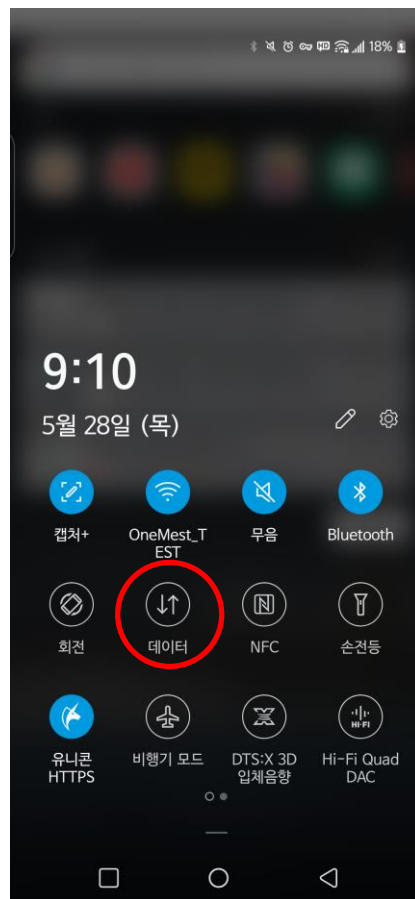 18%
9:10
5월 28일 (목)
캡처+ OneMest_T
EST 무음 Bluetooth
회전 데이터 NFC 손전등
유니콘
HTTPS 비행기 모드 DTS:X 3D
입체음향 Hi-Fi Quad
DAC
HI-FI